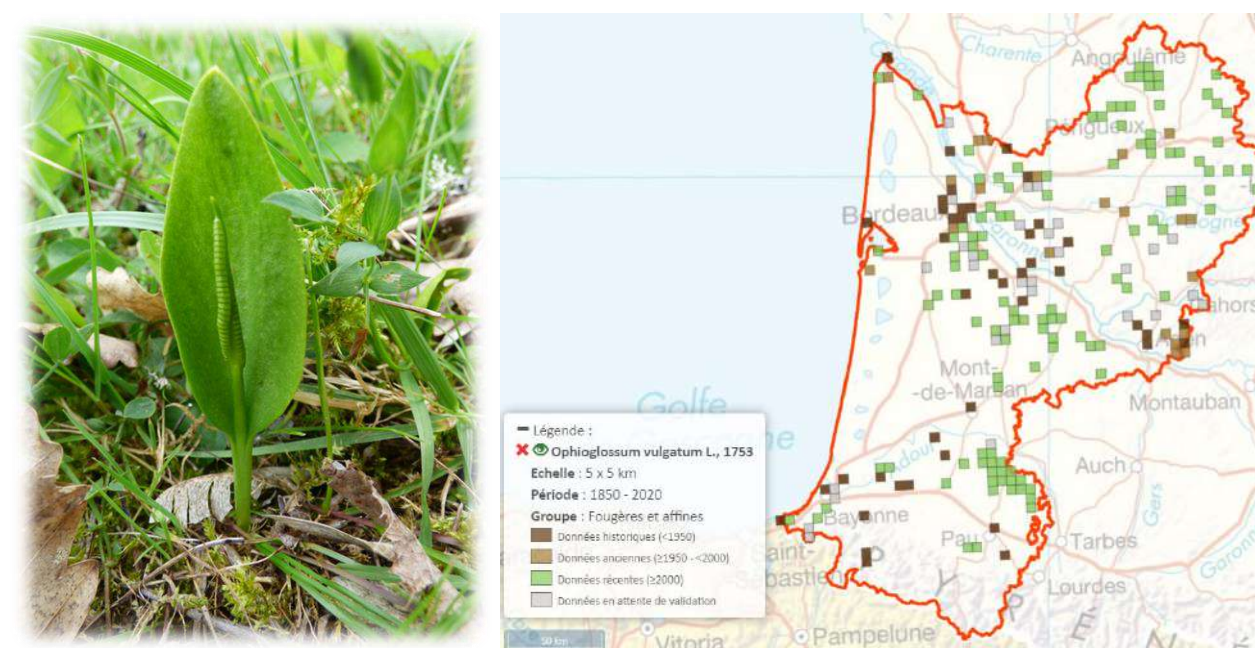 Charente
Angoulême
Périgueux
Bordeaux
Garonne
Mont-
-de-Marsan
Montauban
Golfe
Légende :
Ophioglossum vulgatum L., 1753
Echelle : 5 x 5 km
Période : 1850 - 2020
Groupe : Fougères et affines
Données historiques (<1950)
Données anciennes (≥1950 - <2000)
Données récentes (≥2000)
Données en attente de validation
Adour
Auch
Gers
Bayonne
Pau
Tarbes
Saint-
Lourdes
50 km
Vitoria
Pampelune